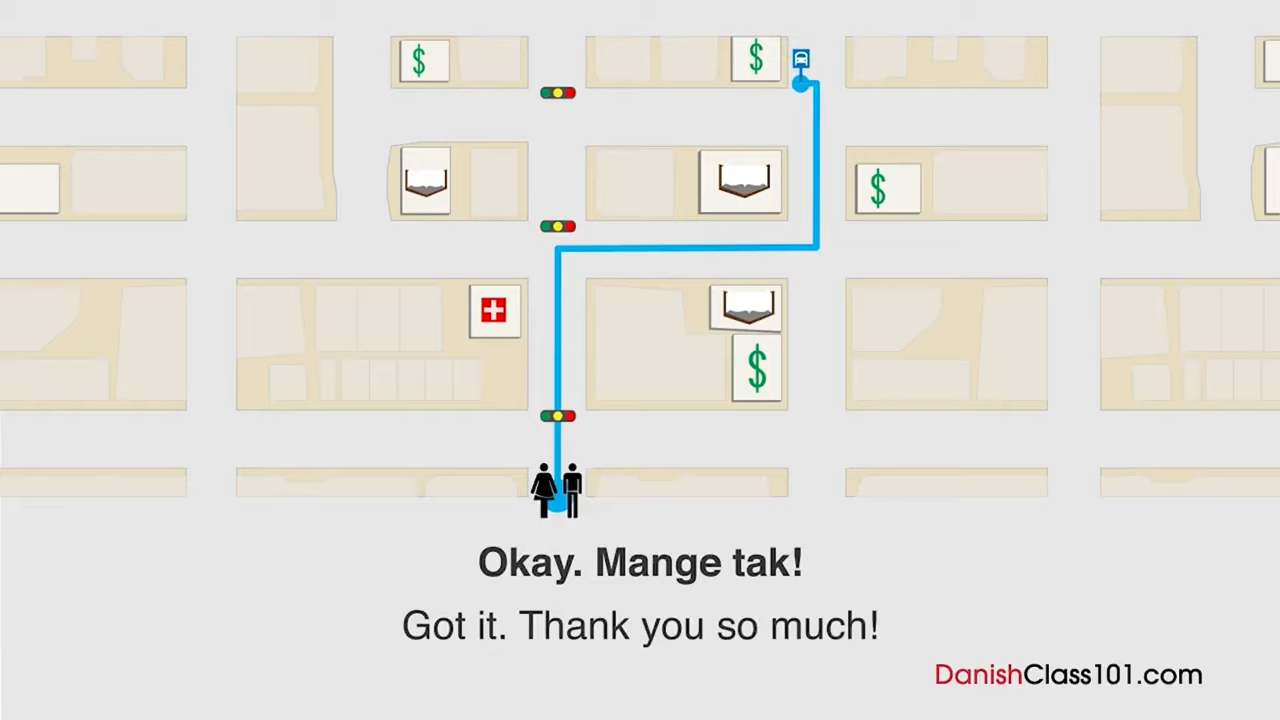 $ $
$
$
Okay. Mange tak!
Got it. Thank you so much!
DanishClass101.com